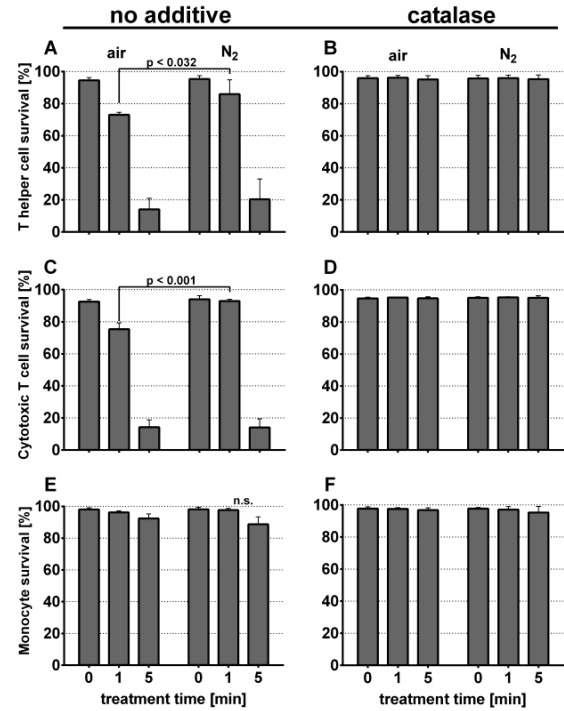 no additive
catalase
A
air
N2
p < 0.032
T helper cell survival [%]
100
80
60
40
20
0
B
air
N2
100
80
60
40
20
0
C
p < 0.001
Cytotoxic T cell survival [%]
100
80
60
40
20
0
D
100
80
60
40
20
0
E
n.s.
Monocyte survival [%]
100
80
60
40
20
0
0 1 5 0 1 5
treatment time [min]
F
100
80
60
40
20
0
0 1 5 0 1 5
treatment time [min]